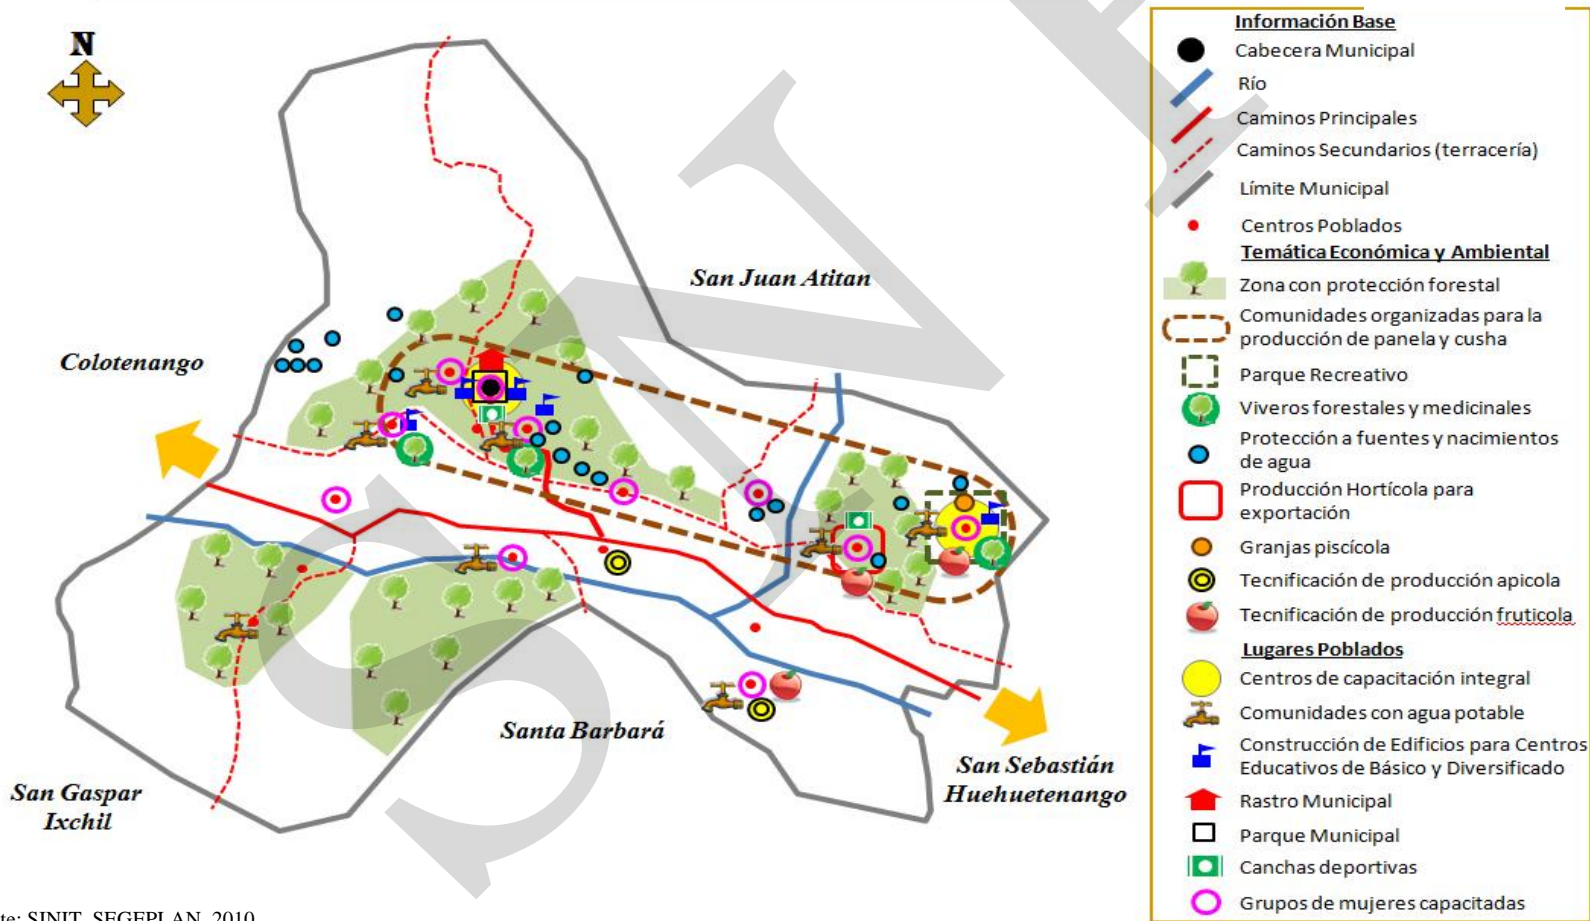 N
San Juan Atitan
Colotenango
Santa Barbará
San Sebastián
Huehuetenango
San Gaspar
Ixchil
Información Base
Cabecera Municipal
Río
Caminos Principales
Caminos Secundarios (terracería)
Límite Municipal
Centros Poblados
Temática Económica y Ambiental
Zona con protección forestal
Comunidades organizadas para la
producción de panela y cusha
Parque Recreativo
Viveros forestales y medicinales
Protección a fuentes y nacimientos
de agua
Producción Hortícola para
exportación
Granjas piscícola
Tecnificación de producción apicola
Tecnificación de producción fruticola
Lugares Poblados
Centros de capacitación integral
Comunidades con agua potable
Construcción de Edificios para Centros
Educativos de Básico y Diversificado
Rastro Municipal
Parque Municipal
Canchas deportivas
Grupos de mujeres capacitadas
te: SINIT, SEGEPLAN, 2010